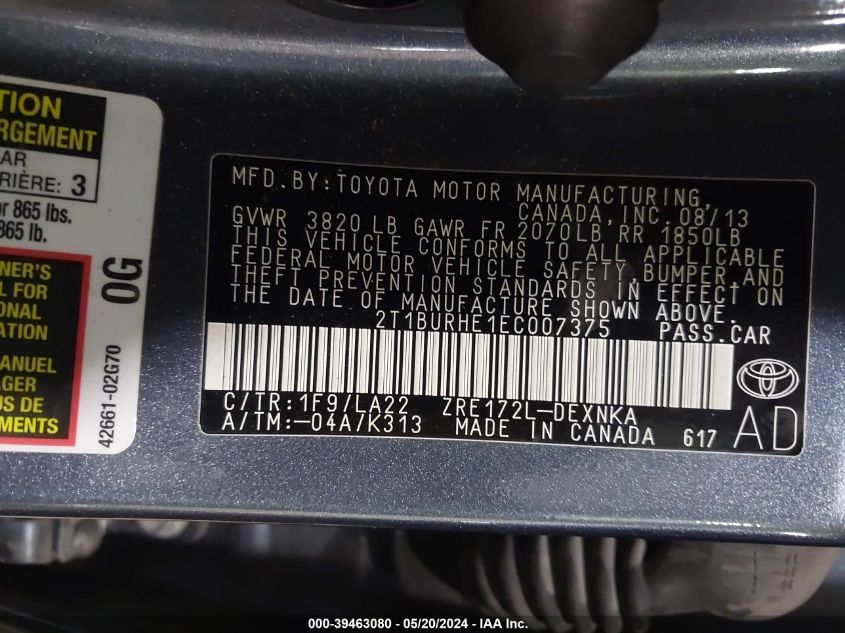 TION
RGEMENT
AR
RIÈRE: 3
or 865 lbs.
865 lb.
NER'S
L FOR
ONAL
ATION
MANUEL
AGER
US DE
EMENTS
0G
42661-02G70
MFD. BY: TOYOTA MOTOR MANUFACTURING,
CANADA, INC. 08/13
GVWR 3820 LB GAWR FR 2070LB, RR 1850LB
THIS VEHICLE CONFORMS TO ALL APPLICABLE
FEDERAL MOTOR VEHICLE SAFETY, BUMPER, AND
THEFT PREVENTION STANDARDS IN EFFECT ON
THE DATE OF MANUFACTURE SHOWN ABOVE.
2T1BURHE1EC007375 PASS. CAR
C/TR: 1F9/LA22 ZRE172L-DEXNKA
A/TM: -04A/K313 MADE IN CANADA 617
AD
000-39463080 - 05/20/2024 - IAA Inc.